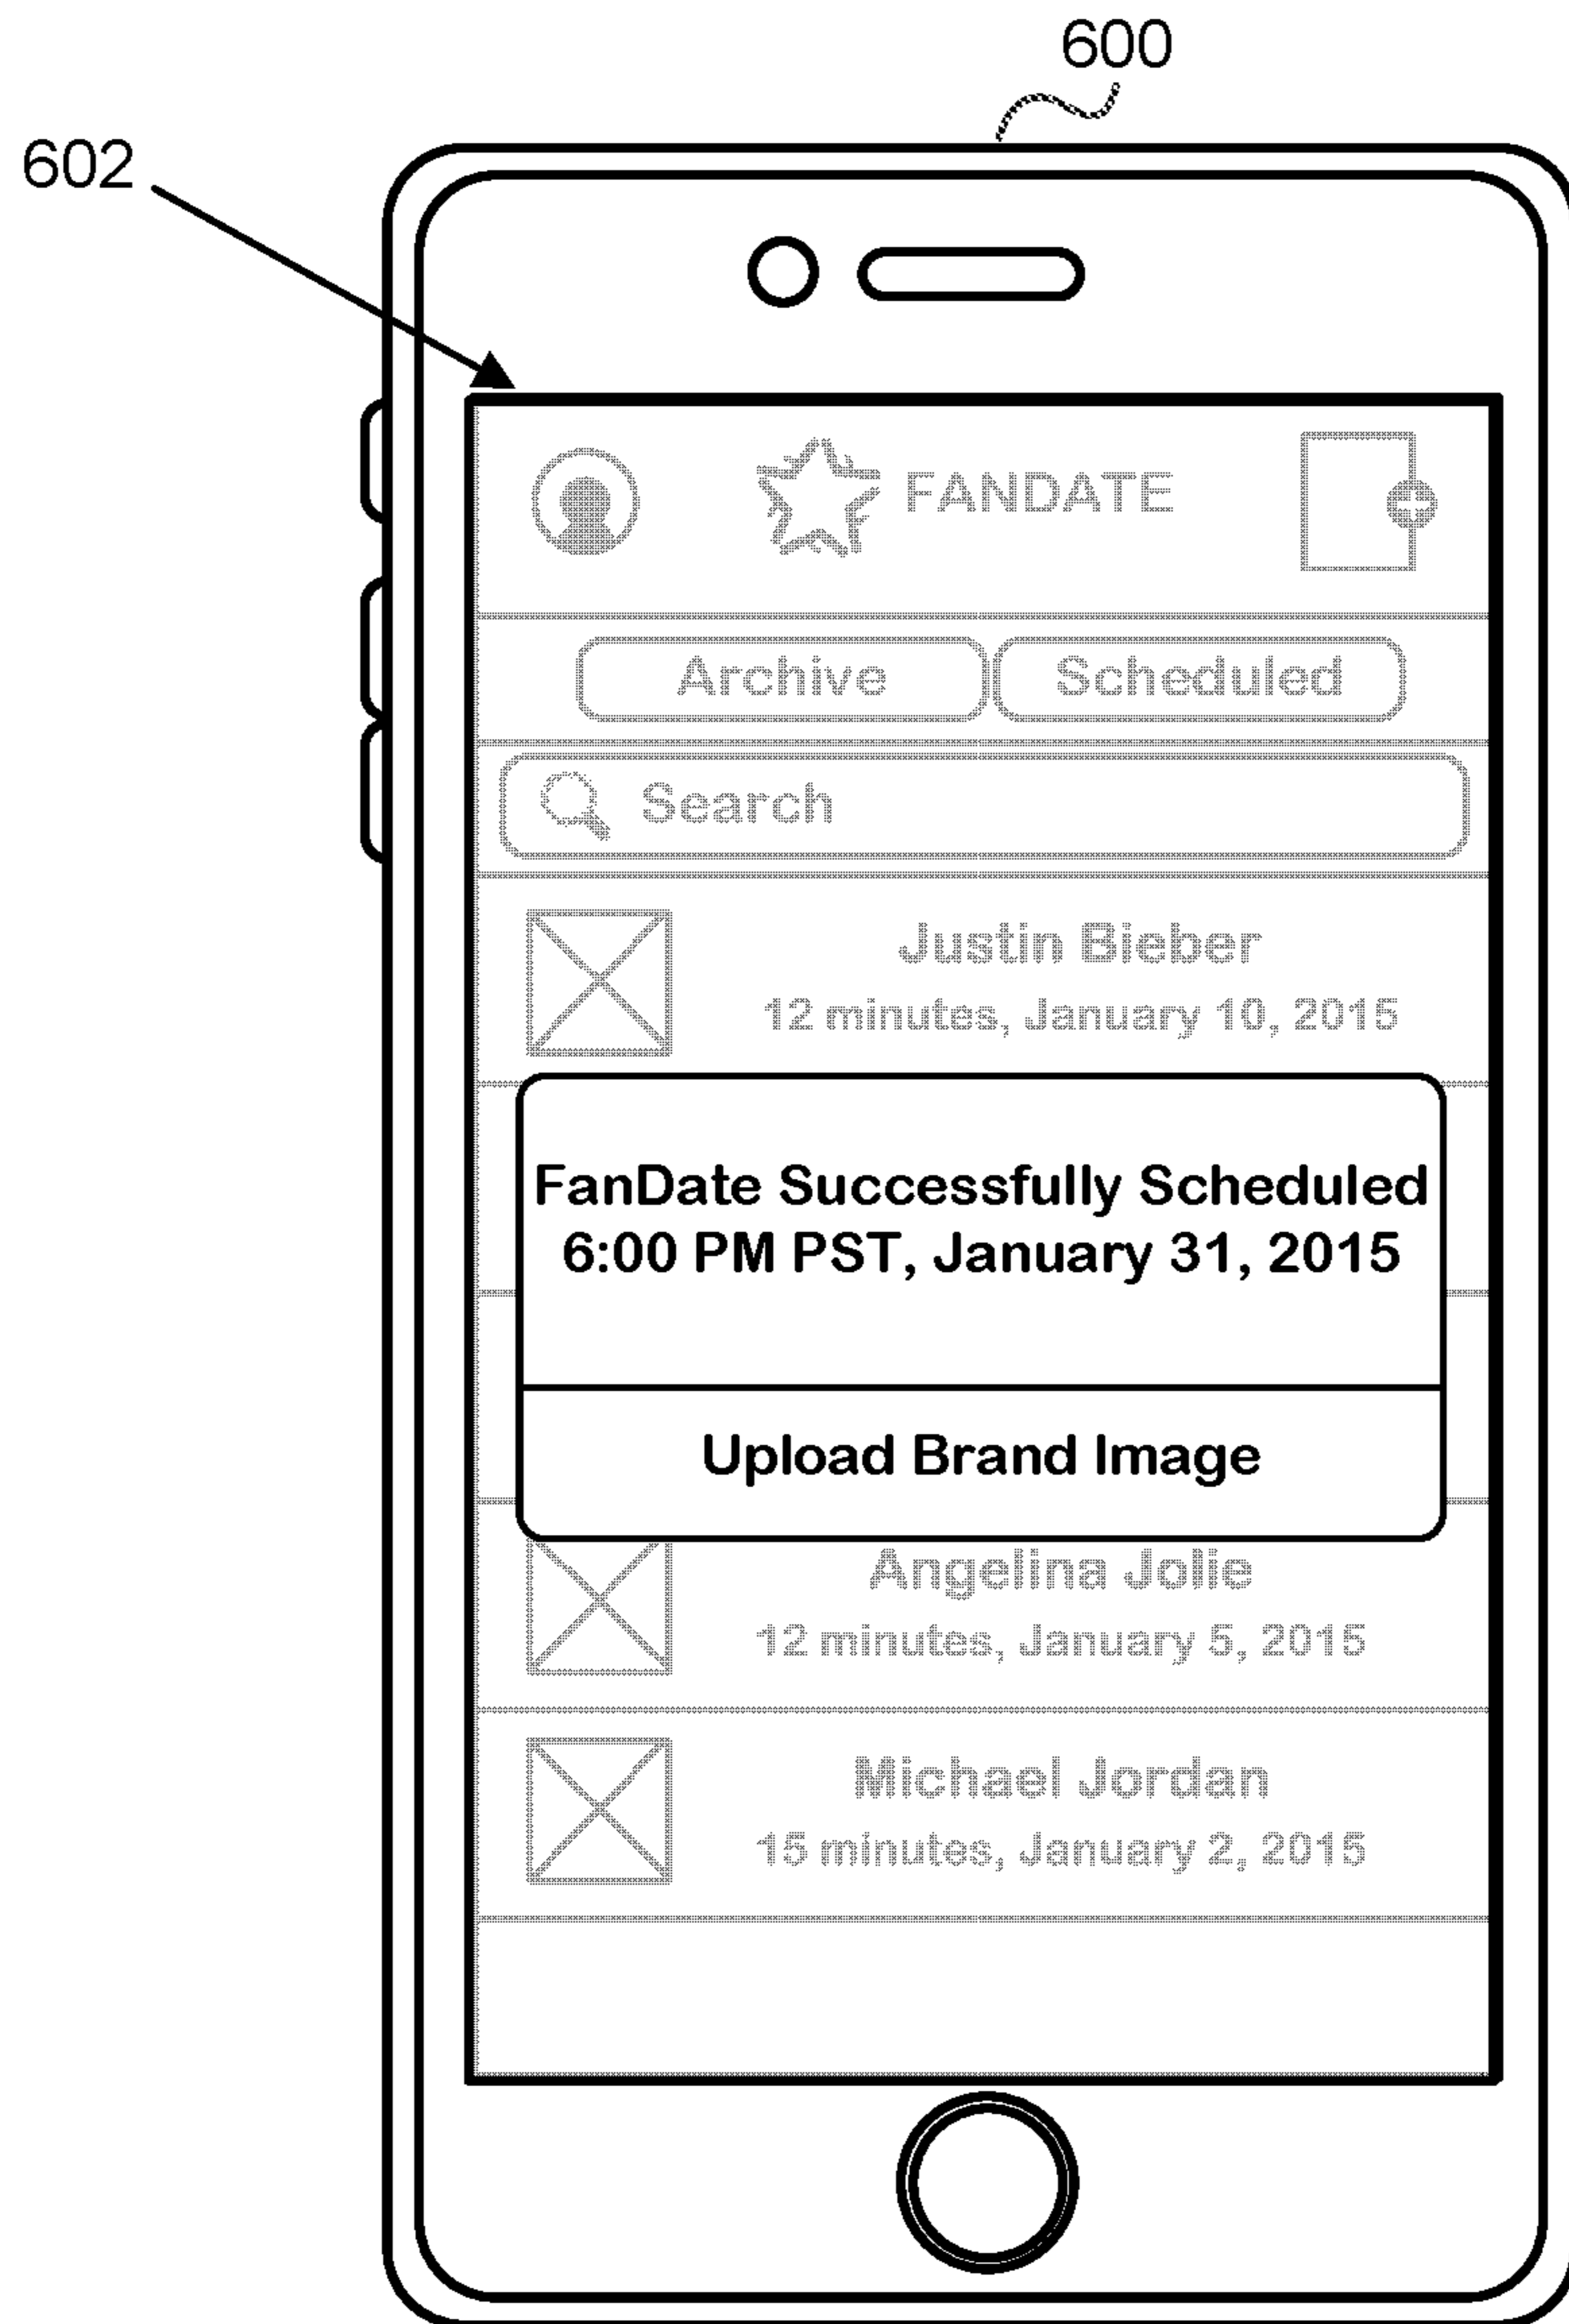 600
602
FANDATE
Archive Scheduled
Search
Justin Bieber
12 minutes, January 10, 2015
FanDate Successfully Scheduled
6:00 PM PST, January 31, 2015
Upload Brand Image
Angelina Jolie
12 minutes, January 5, 2015
Michael Jordan
15 minutes, January 2, 2015